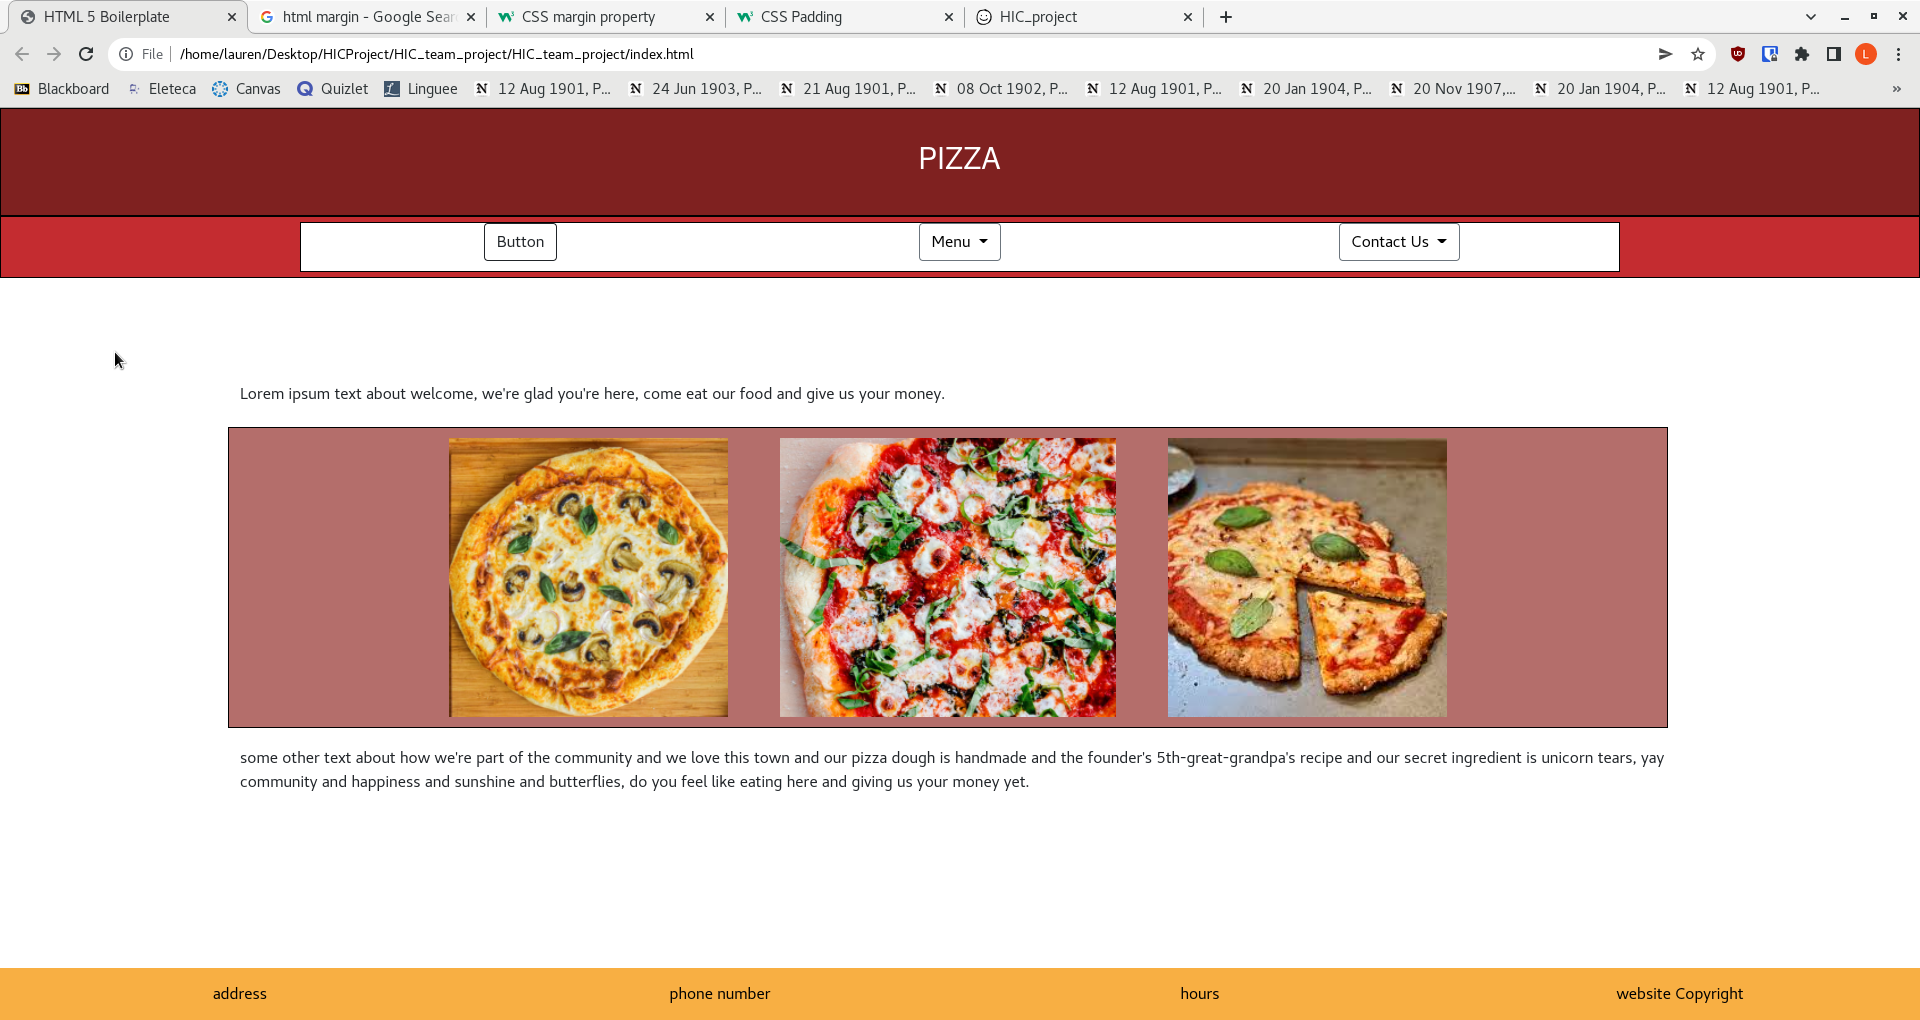 HTML 5 Boilerplate
html margin - Google Sear
CSS margin property
CSS Padding
HIC_project
File
/home/lauren/Desktop/HICProject/HIC_team_project/HIC_team_project/index.html
L
Bb Blackboard
Eleteca
Canvas
Quizlet
Linguee
N 12 Aug 1901, P...
N 24 Jun 1903, P...
N 21 Aug 1901, P...
N 08 Oct 1902, P...
N 12 Aug 1901, P...
N 20 Jan 1904, P...
N 20 Nov 1907,...
N 20 Jan 1904, P...
N 12 Aug 1901, P...
»
PIZZA
Button
Menu
Contact Us
Lorem ipsum text about welcome, we're glad you're here, come eat our food and give us your money.
some other text about how we're part of the community and we love this town and our pizza dough is handmade and the founder's 5th-great-grandpa's recipe and our secret ingredient is unicorn tears, yay
community and happiness and sunshine and butterflies, do you feel like eating here and giving us your money yet.
address
phone number
hours
website Copyright